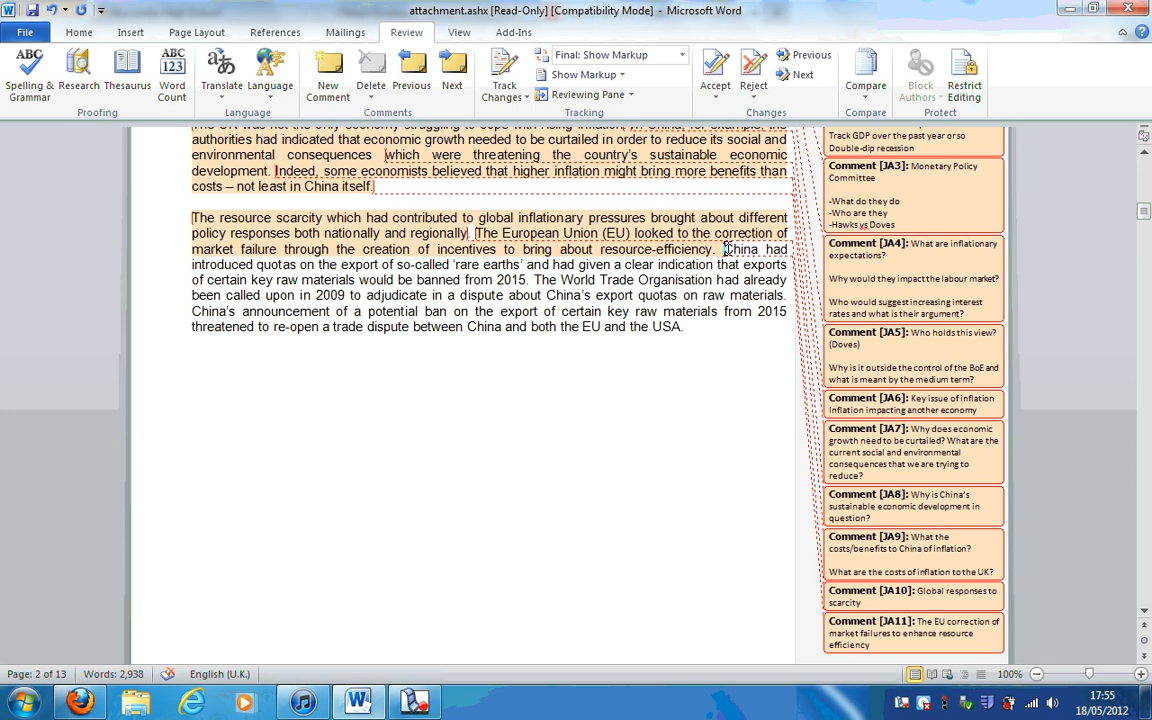 attachment.ashx [Read-Only] [Compatibility Mode] - Microsoft Word
File
Home
Insert
Page Layout
References
Mailings
Review
View
Add-Ins
ABC
Spelling &
Grammar
Research
Thesaurus
ABC
123
Word
Count
Proofing
Translate
Language
Language
New
Comment
Delete
Previous
Next
Comments
Track
Changes
Final: Show Markup
Show Markup
Reviewing Pane
Tracking
Accept
Reject
Previous
Next
Changes
Compare
Compare
Block
Authors
Restrict
Editing
Protect
authorities had indicated that economic growth needed to be curtailed in order to reduce its social and
environmental consequences which were threatening the country's sustainable economic
development. Indeed, some economists believed that higher inflation might bring more benefits than
costs – not least in China itself.
The resource scarcity which had contributed to global inflationary pressures brought about different
policy responses both nationally and regionally. The European Union (EU) looked to the correction of
market failure through the creation of incentives to bring about resource-efficiency. China had
introduced quotas on the export of so-called 'rare earths' and had given a clear indication that exports
of certain key raw materials would be banned from 2015. The World Trade Organisation had already
been called upon in 2009 to adjudicate in a dispute about China's export quotas on raw materials.
China's announcement of a potential ban on the export of certain key raw materials from 2015
threatened to re-open a trade dispute between China and both the EU and the USA.
Track GDP over the past year or so
Double-dip recession
Comment [JA3]: Monetary Policy
Committee
-What do they do
-Who are they
-Hawks vs Doves
Comment [JA4]: What are inflationary
expectations?
Why would they impact the labour market?
Who would suggest increasing interest
rates and what is their argument?
Comment [JA5]: Who holds this view?
(Doves)
Why is it outside the control of the BoE and
what is meant by the medium term?
Comment [JA6]: Key issue of inflation
Inflation impacting another economy
Comment [JA7]: Why does economic
growth need to be curtailed? What are the
current social and environmental
consequences that we are trying to
reduce?
Comment [JA8]: Why is China's
sustainable economic development in
question?
Comment [JA9]: What the
costs/benefits to China of inflation?
What are the costs of inflation to the UK?
Comment [JA10]: Global responses to
scarcity
Comment [JA11]: The EU correction of
market failures to enhance resource
efficiency
Page: 2 of 13
Words: 2,938
English (U.K.)
100%
17:55
18/05/2012